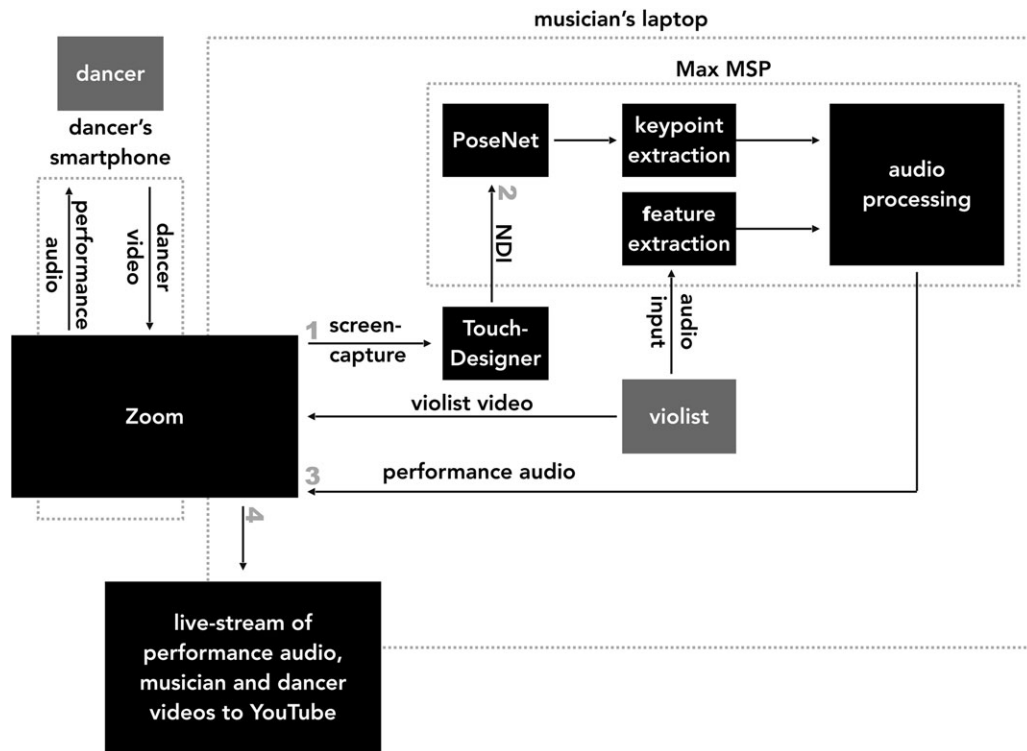 musician's laptop
dancer
dancer's
smartphone
performance
audio
dancer
video
Max MSP
PoseNet
keypoint
extraction
audio
processing
feature
extraction
2
NDI
audio
input
1
screen-
capture
Touch-
Designer
Zoom
violist video
violist
3
performance audio
4
live-stream of
performance audio,
musician and dancer
videos to YouTube